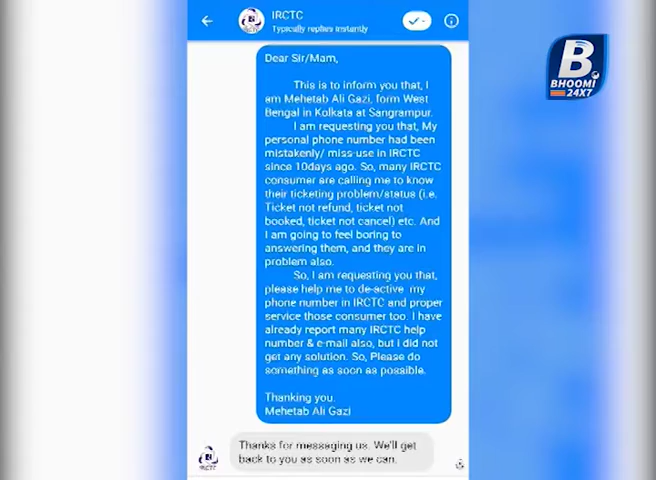 IRCTC
Typically replies instantly
B
BHOOMI
24X7
Dear Sir/Mam,
This is to inform you that, I
am Mehetab Ali Gazi, form West
Bengal in Kolkata at Sangrampur.
I am requesting you that, My
personal phone number had been
mistakenly/ miss-use in IRCTC
since 10days ago. So, many IRCTC
consumer are calling me to know
their ticketing problem/status (i.e.
Ticket not refund, ticket not
booked, ticket not cancel) etc. And
I am going to feel boring to
answering them, and they are in
problem also.
So, I am requesting you that,
please help me to de-active my
phone number in IRCTC and proper
service those consumer too. I have
already report many IRCTC help
number & e-mail also, but i did not
get any solution. So, Please do
something as soon as possible.
Thanking you.
Mehetab Ali Gazi
Thanks for messaging us. We'll get
back to you as soon as we can.
IRCTC